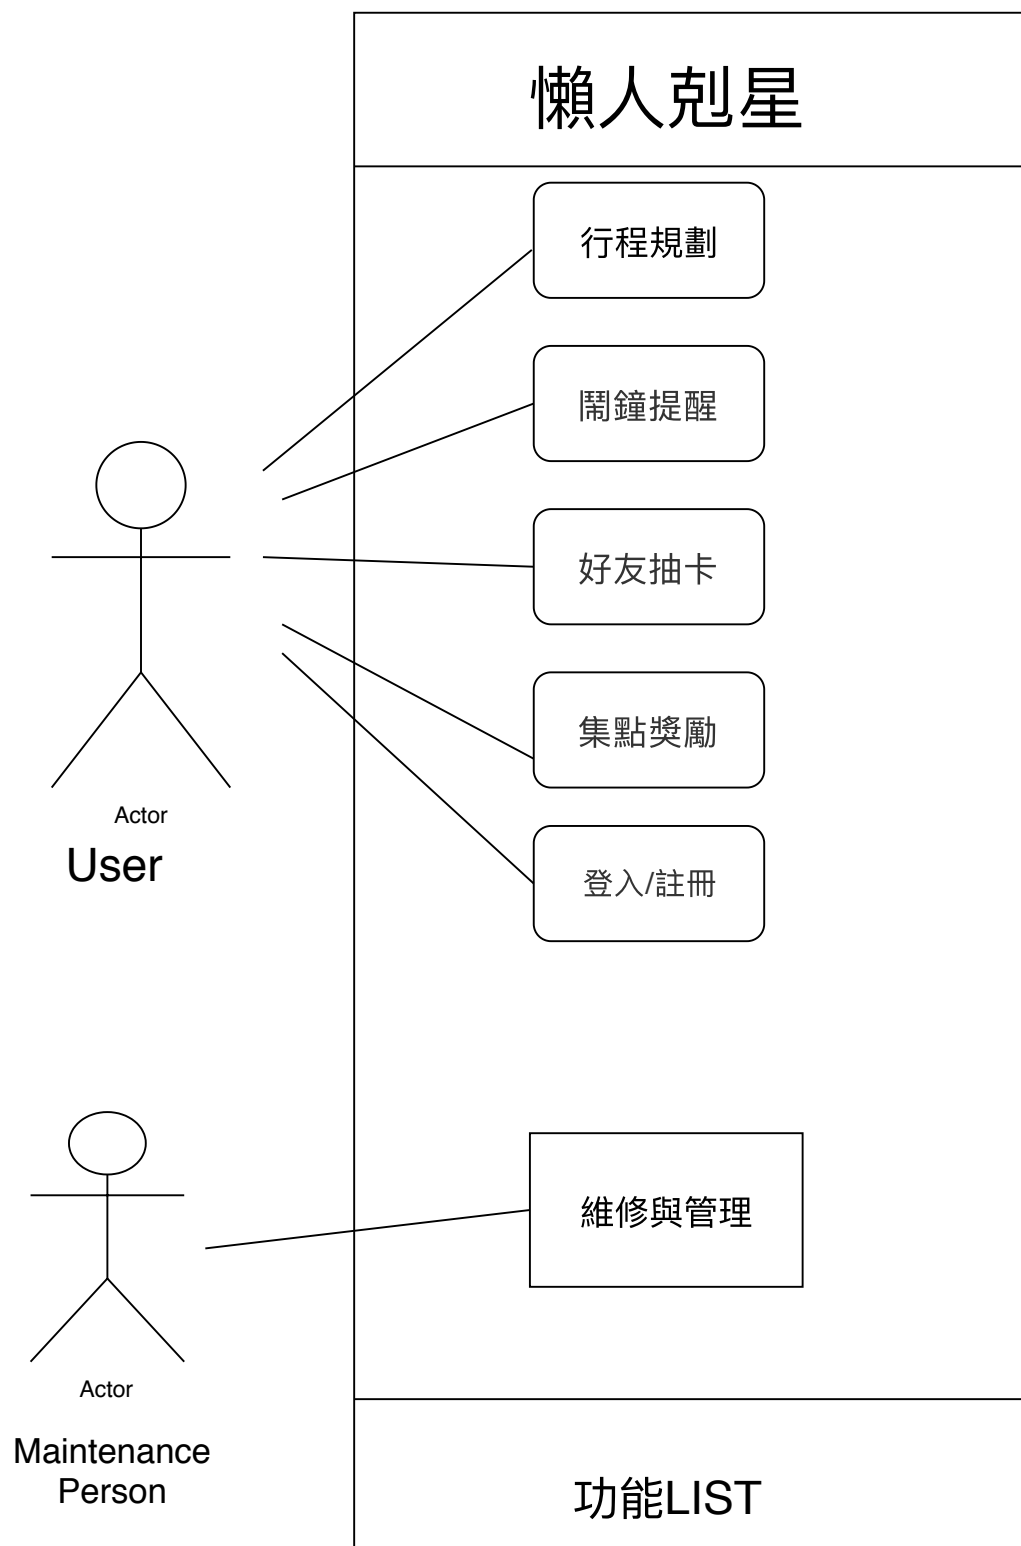 懶人剋星
行程規劃
鬧鐘提醒
好友抽卡
集點獎勵
登入/註冊
Actor
User
維修與管理
Actor
Maintenance
Person
功能LIST